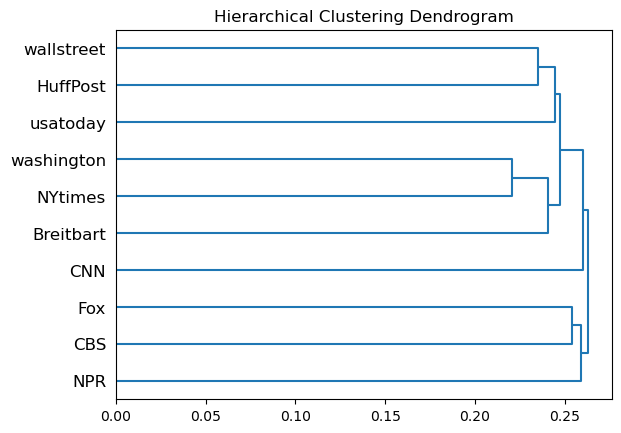 Hierarchical Clustering Dendrogram
wallstreet
HuffPost
usatoday
washington
NYtimes
Breitbart
CNN
Fox
CBS
NPR
0.00 0.05 0.10 0.15 0.20 0.25